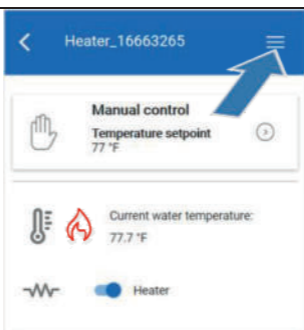 Heater_16663265
Manual control
Temperature setpoint
77 °F
Current water temperature:
77.7 °F
Heater